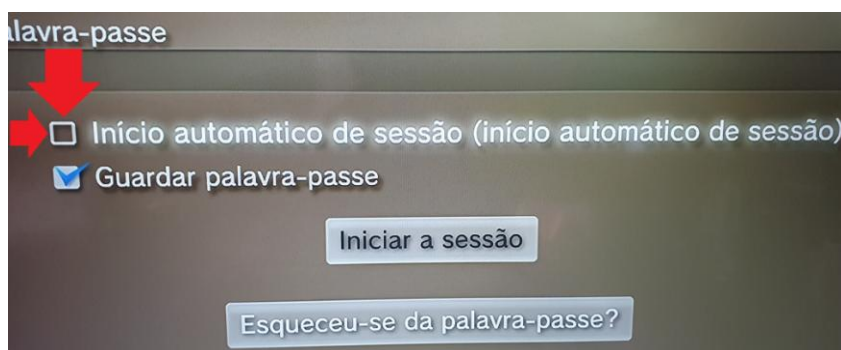 palavra-passe
Início automático de sessão (início automático de sessão)
Guardar palavra-passe
Iniciar a sessão
Esqueceu-se da palavra-passe?